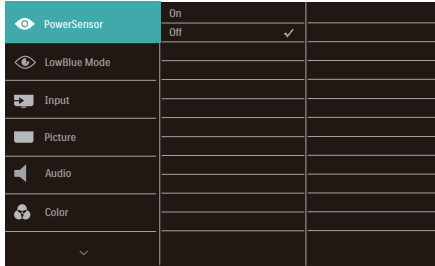 PowerSensor
On
Off
LowBlue Mode
Input
Picture
Audio
Color